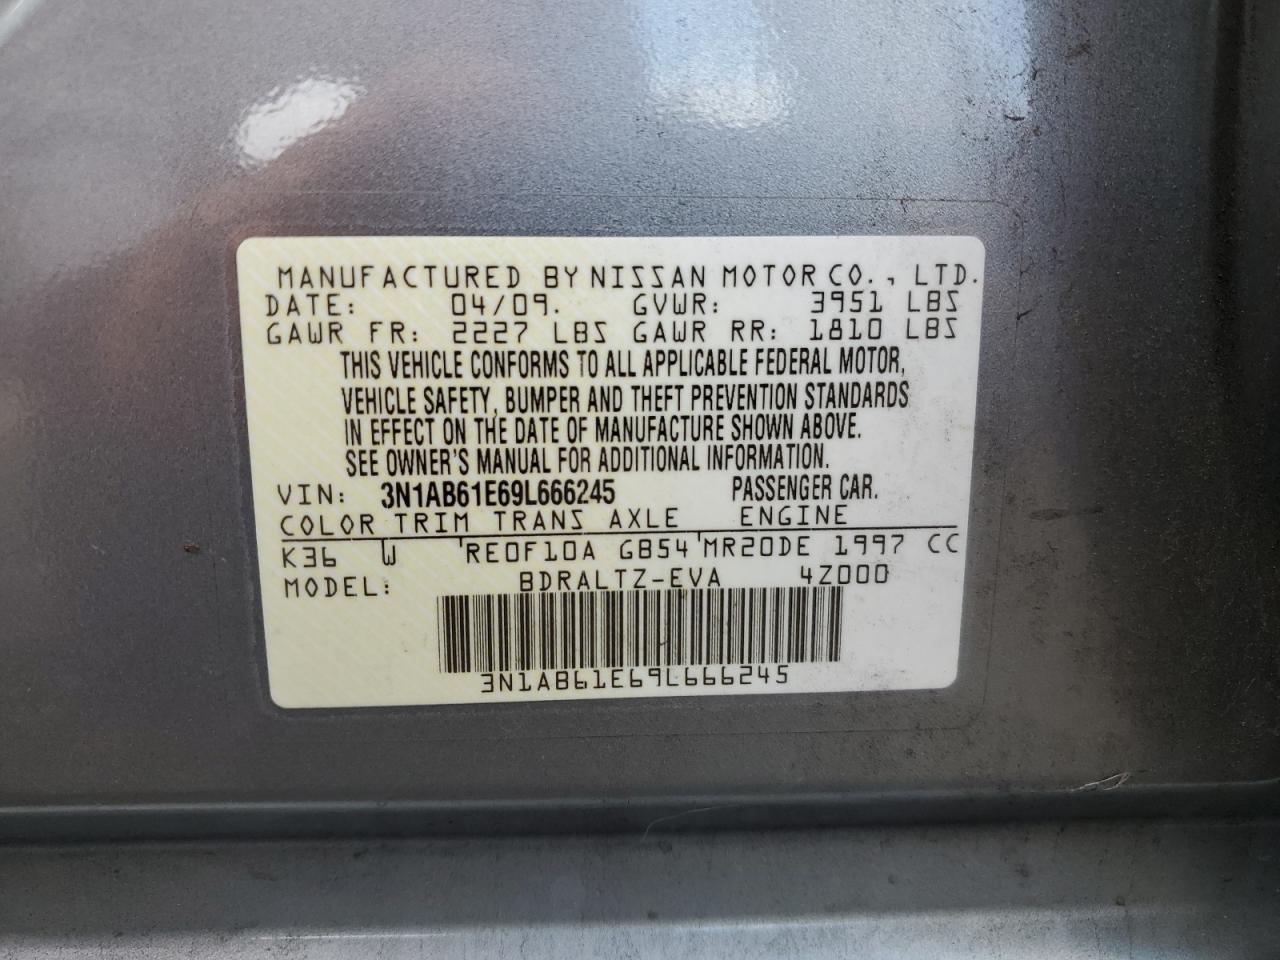 MANUFACTURED BY NISSAN MOTOR CO., LTD.
DATE: 04/09. GVWR: 3951 LBS
GAWR FR: 2227 LBS GAWR RR: 1810 LBS
THIS VEHICLE CONFORMS TO ALL APPLICABLE FEDERAL MOTOR,
VEHICLE SAFETY, BUMPER AND THEFT PREVENTION STANDARDS
IN EFFECT ON THE DATE OF MANUFACTURE SHOWN ABOVE.
SEE OWNER'S MANUAL FOR ADDITIONAL INFORMATION.
VIN: 3N1AB61E69L666245 PASSENGER CAR.
COLOR TRIM TRANS AXLE ENGINE
K36 W RE0F10A GB54 MR20DE 1997 CC
MODEL: BDRALTZ-EVA 4Z000
3N1AB61E69L666245